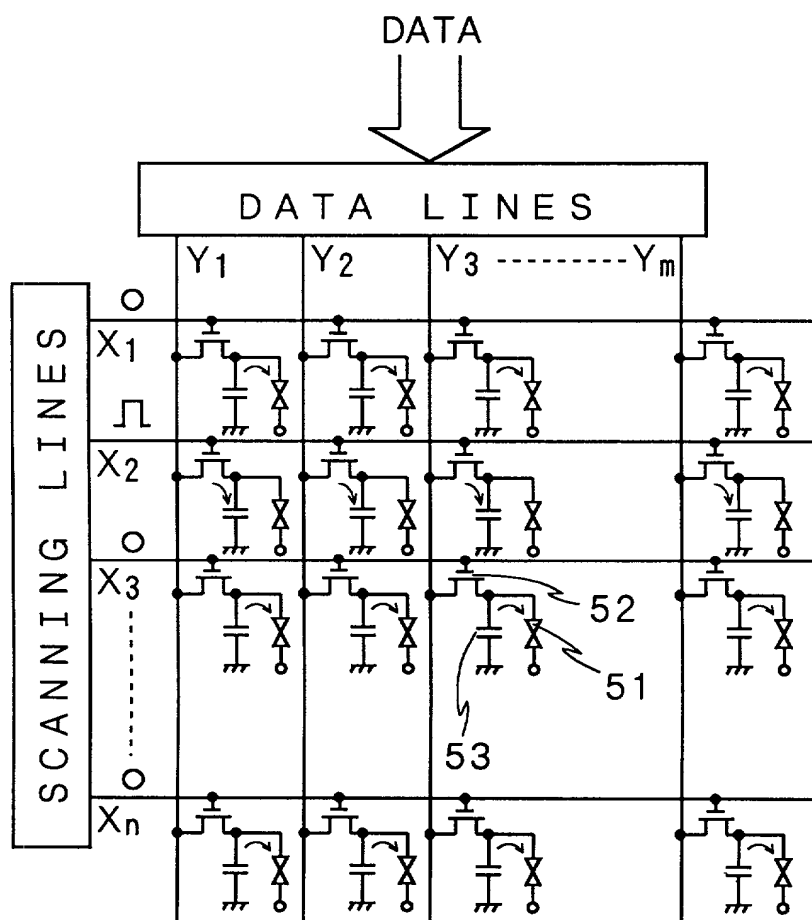 DATA
DATA LINES
Y1 Y2 Y3 Ym
SCANNING LINES
X1
X2
X3
52
51
53
Xn